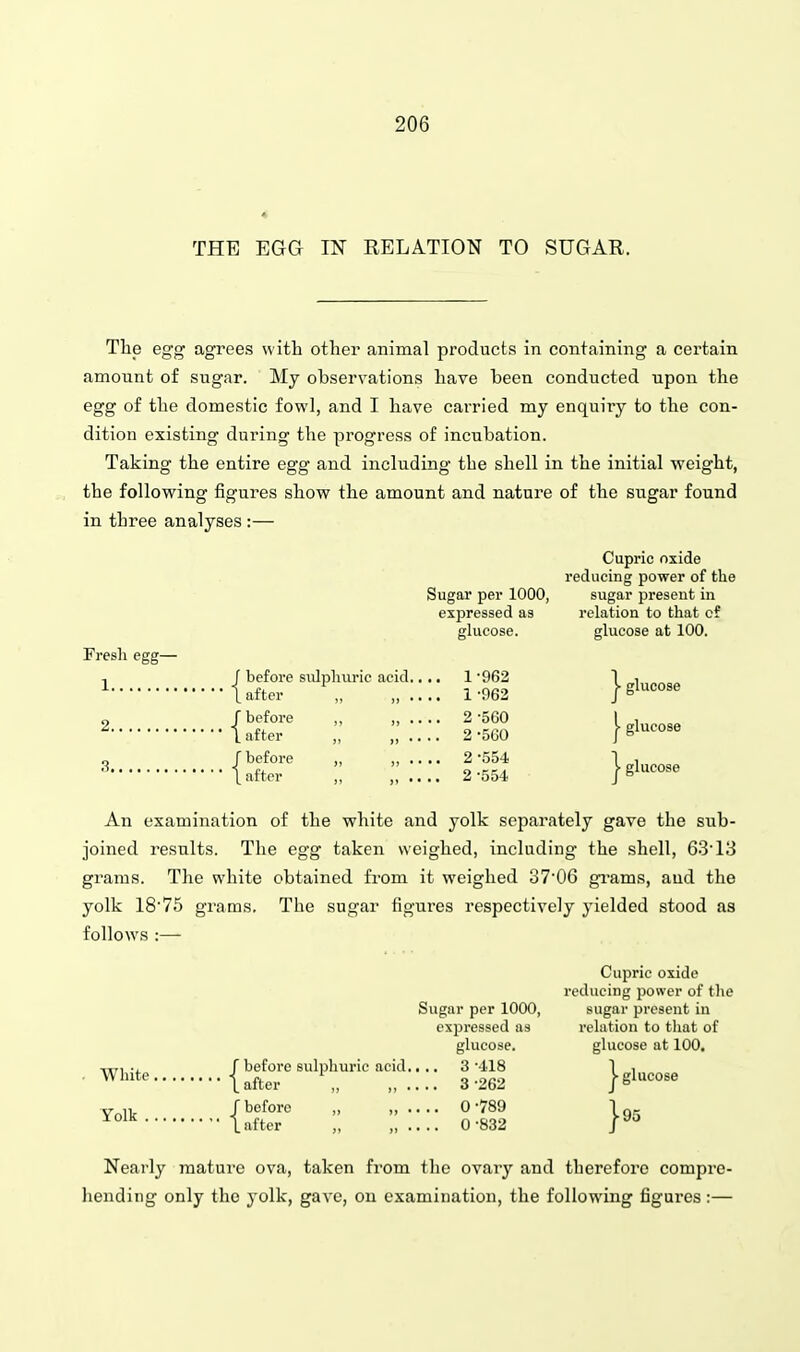 206
THE EGG IN RELATION TO SUGAR.
The egg agrees with other animal products in containing a certain
amount of sugar. My observations have been conducted upon the
egg of the domestic fowl, and I have carried my enquiry to the con-
dition existing during the progress of incubation.
Taking the entire egg and including the shell in the initial weight,
the following figures show the amount and nature of the sugar found
in three analyses :—
Cupric oxide
reducing power of the
Sugar per 1000, sugar present in
expressed as relation to that of
glucose. glucose at 100.
Fresh egg—
1............ { before sulphuric acid.... 1·962 } glucose
{ after „ „ .... 1·962
2............ { before „ „ .... 2·560 } glucose
{ after „ „ .... 2·560
3............ { before „ „ .... 2·554 } glucose
{ after „ „ .... 2·554
An examination of the white and yolk separately gave the sub-
joined results. The egg taken weighed, including the shell, 63·13
grams. The white obtained from it weighed 37·06 grams, and the
yolk 18·75 grams. The sugar figures respectively yielded stood as
follows :—
Cupric oxide
reducing power of the
Sugar per 1000, sugar present in
expressed as relation to that of
glucose. glucose at 100.
White........ { before sulphuric acid.... 3·418 } glucose
{ after „ „ .... 3·262
Yolk ........ { before „ „ .... 0·789 } 95
{ after „ „ .... 0·832
Nearly mature ova, taken from the ovary and therefore compre-
hending only the yolk, gave, on examination, the following figures :—